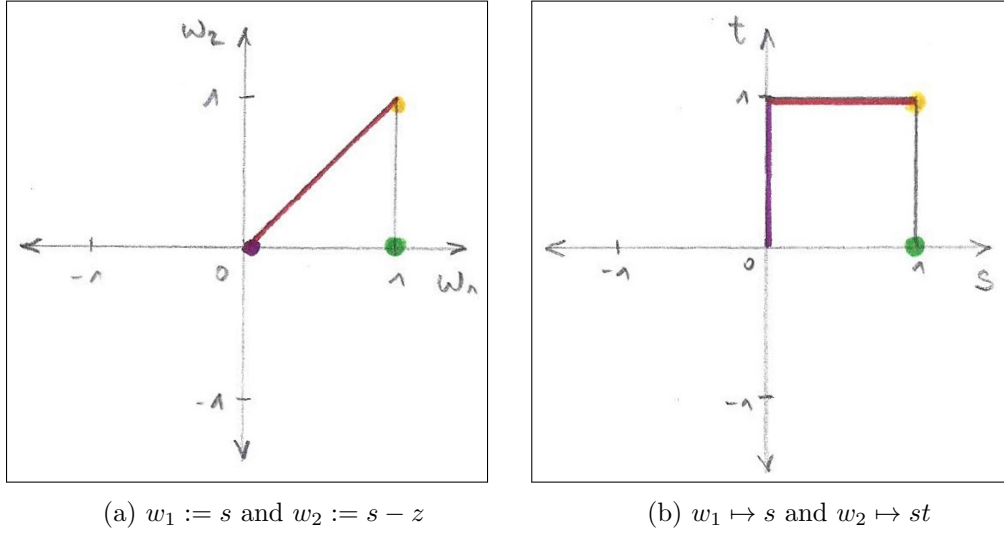 w₂
1
-1
0
1
w₁
-1
(a) w₁ := s and w₂ := s − z
t
1
-1
0
1
s
-1
(b) w₁ ↦ s and w₂ ↦ st